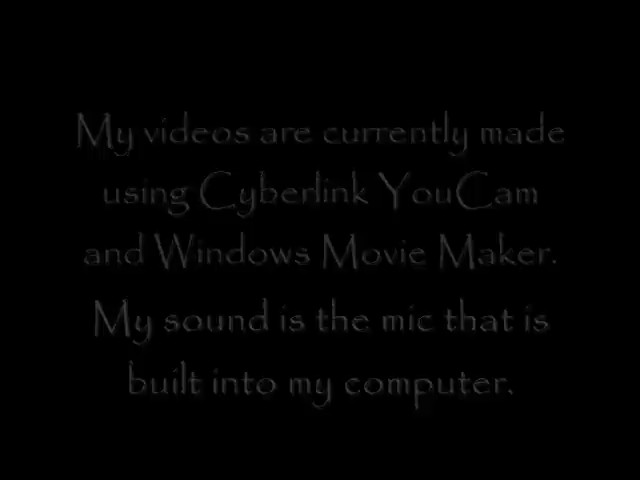 My videos are currently made
using Cyberlink YouCam
and Windows Movie Maker.
My sound is the mic that is
built into my computer.